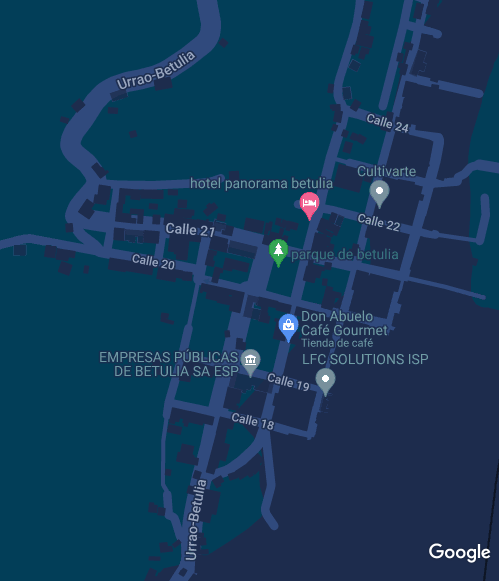 Urrao-Betulia
Calle 24
Cultivarte
hotel panorama betulia
Calle 22
Calle 21
parque de betulia
Calle 20
Don Abuelo
Café Gourmet
Tienda de café
EMPRESAS PÚBLICAS
DE BETULIA SA ESP
LFC SOLUTIONS ISP
Calle 19
Calle 18
Urrao-Betulia
Google